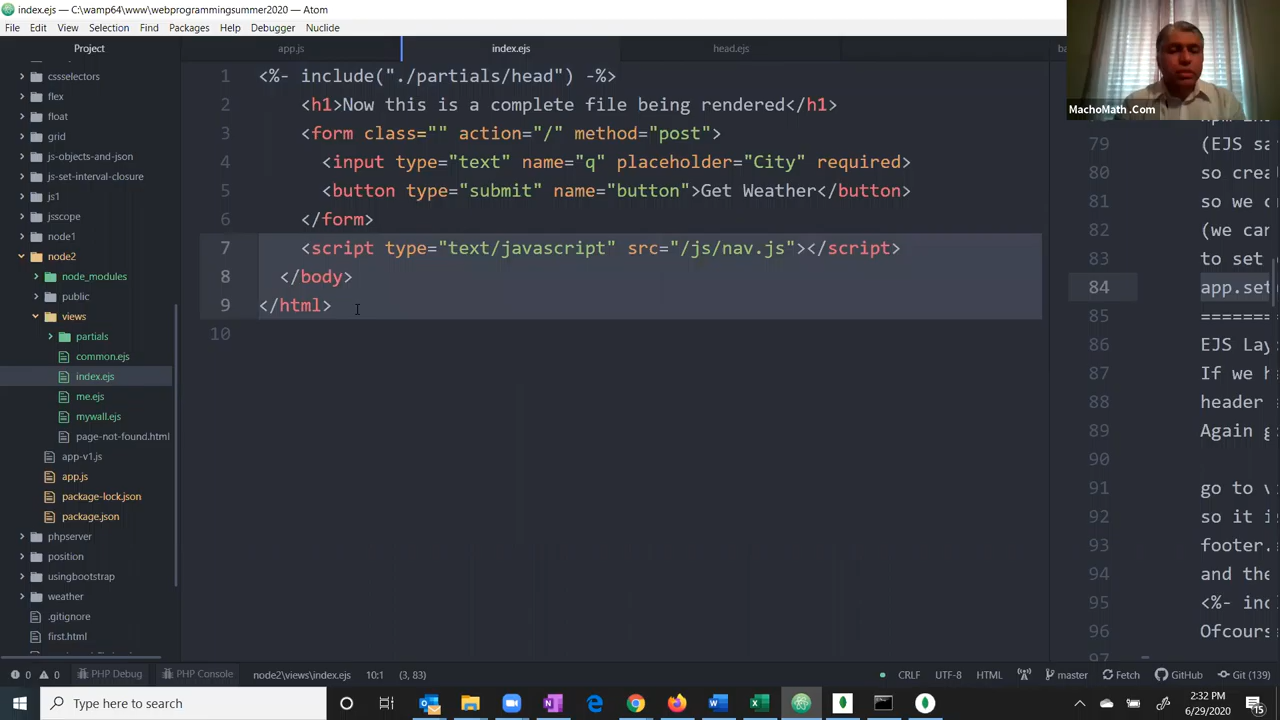 index.ejs — C:\wamp64\www\webprogrammingsummer2020 — Atom
File Edit View Selection Find Packages Help Debugger Nuclide
Project
app.js
index.ejs
head.ejs
ba
cssselectors
flex
float
grid
js-objects-and-json
js-set-interval-closure
js1
jsscope
node1
node2
node_modules
public
views
partials
common.ejs
index.ejs
me.ejs
mywall.ejs
page-not-found.html
app-v1.js
app.js
package-lock.json
package.json
phpserver
position
usingbootstrap
weather
.gitignore
first.html
1 <%- include("./partials/head") -%>
2 <h1>Now this is a complete file being rendered</h1>
3 <form class="" action="/" method="post">
4 <input type="text" name="q" placeholder="City" required>
5 <button type="submit" name="button">Get Weather</button>
6 </form>
7 <script type="text/javascript" src="/js/nav.js"></script>
8 </body>
9 </html>
10
MachoMath .Com
79 (EJS sa
80 so crea
81 so we c
82 (we can
83 to set
84 app.set
85 =======
86 EJS Lay
87 If we h
88 header
89 Again g
90
91 go to v
92 so it i
93 footer.
94 and the
95 <%- inc
96 Ofcours
97
0 0 PHP Debug PHP Console node2\views\index.ejs 10:1 (3, 83)
CRLF UTF-8 HTML master Fetch GitHub Git (139)
Type here to search
2:32 PM
6/29/2020
15